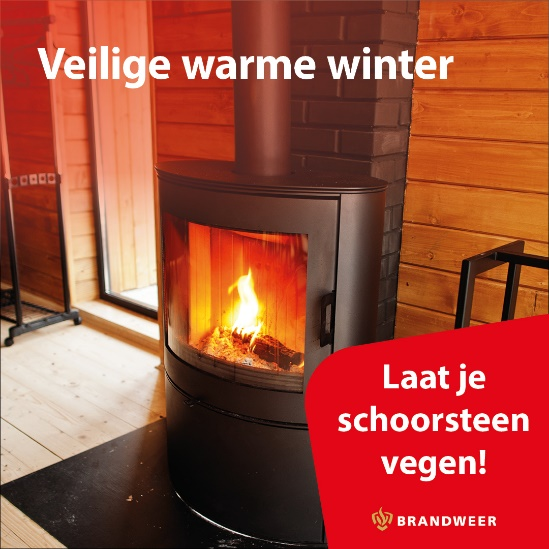 Veilige warme winter
Laat je
schoorsteen
vegen!
BRANDWEER